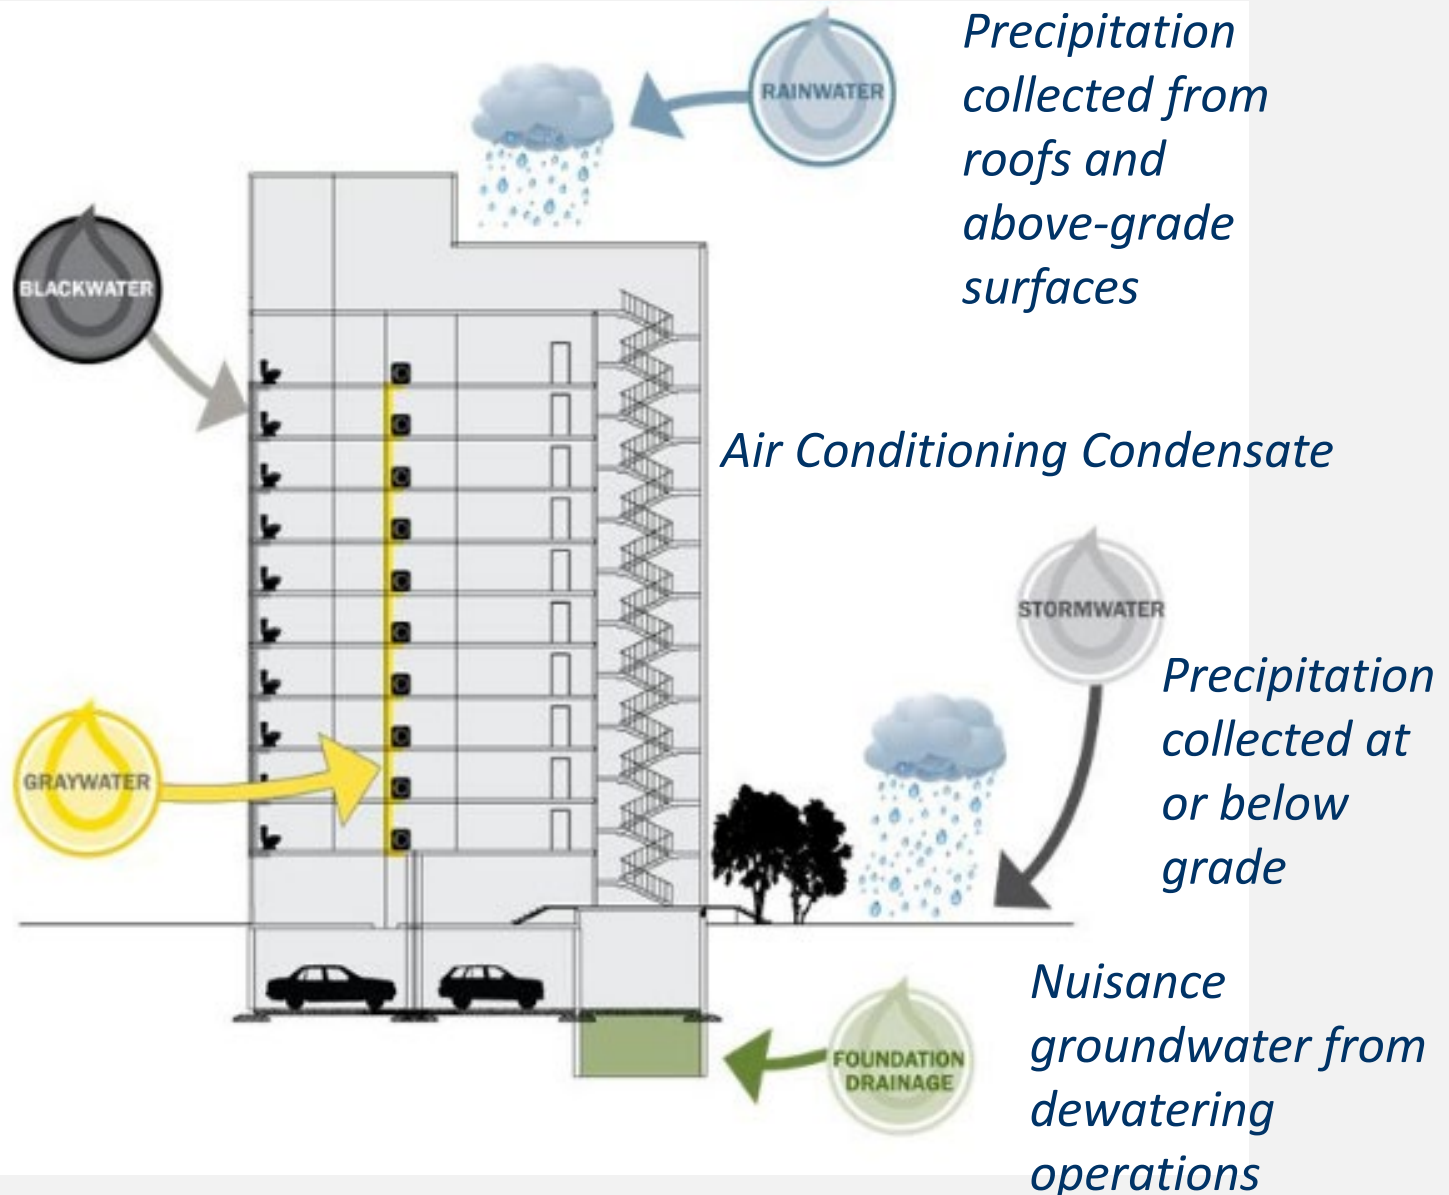 RAINWATER
Precipitation
collected from
roofs and
above-grade
surfaces
BLACKWATER
Air Conditioning Condensate
STORMWATER
Precipitation
collected at
or below
grade
GRAYWATER
FOUNDATION
DRAINAGE
Nuisance
groundwater from
dewatering
operations